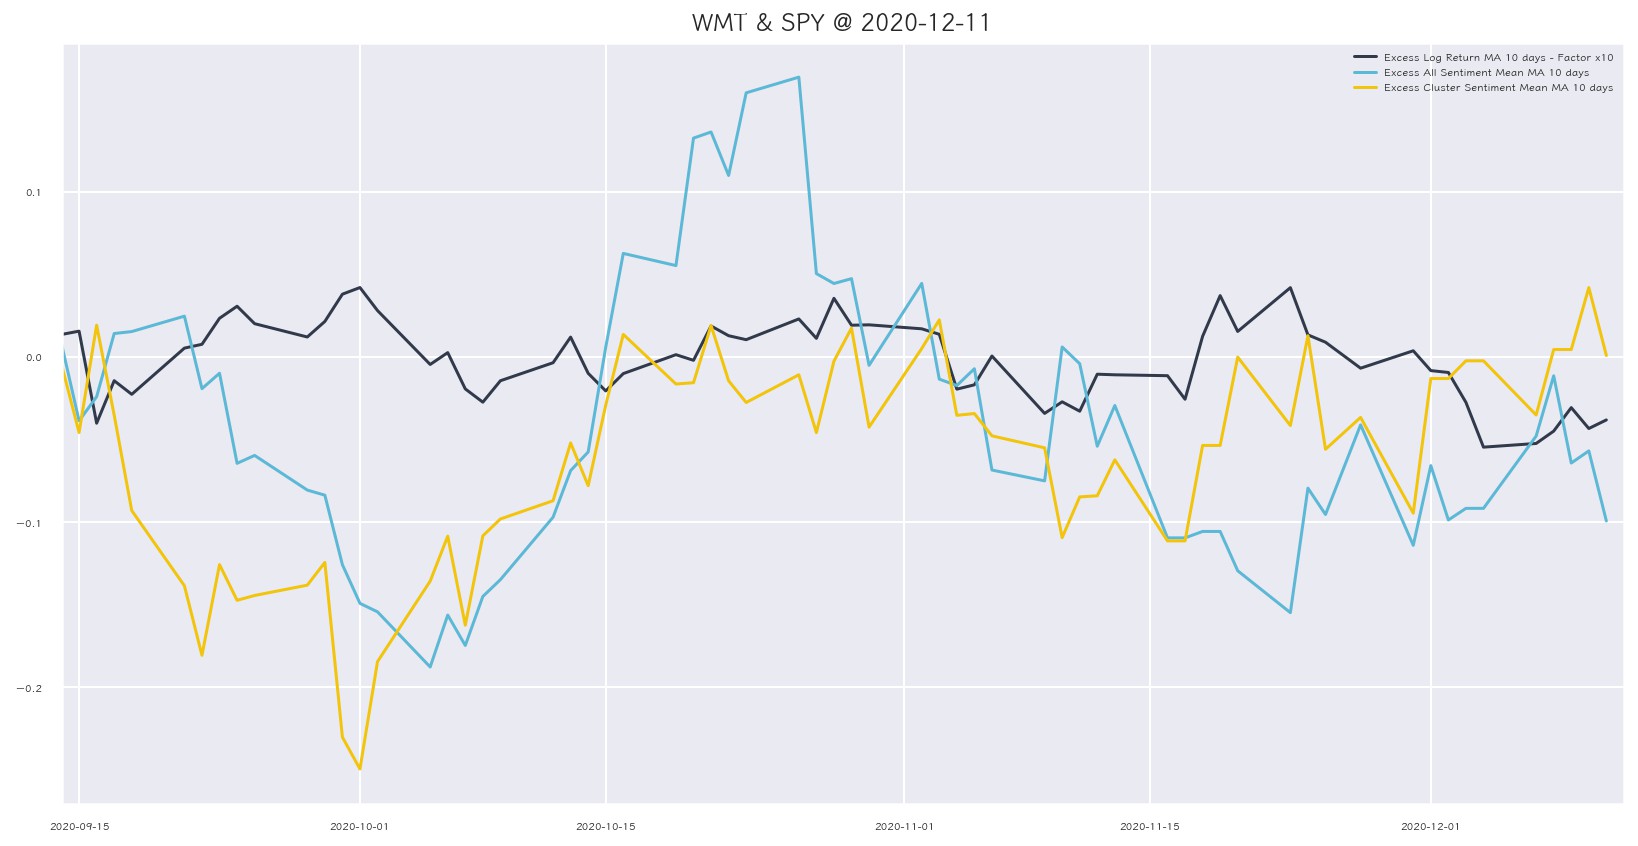 WMT & SPY @ 2020-12-11
Excess Log Return MA 10 days - Factor x10
Excess All Sentiment Mean MA 10 days
Excess Cluster Sentiment Mean MA 10 days
0.1
0.0
−0.1
−0.2
2020-09-15
2020-10-01
2020-10-15
2020-11-01
2020-11-15
2020-12-01